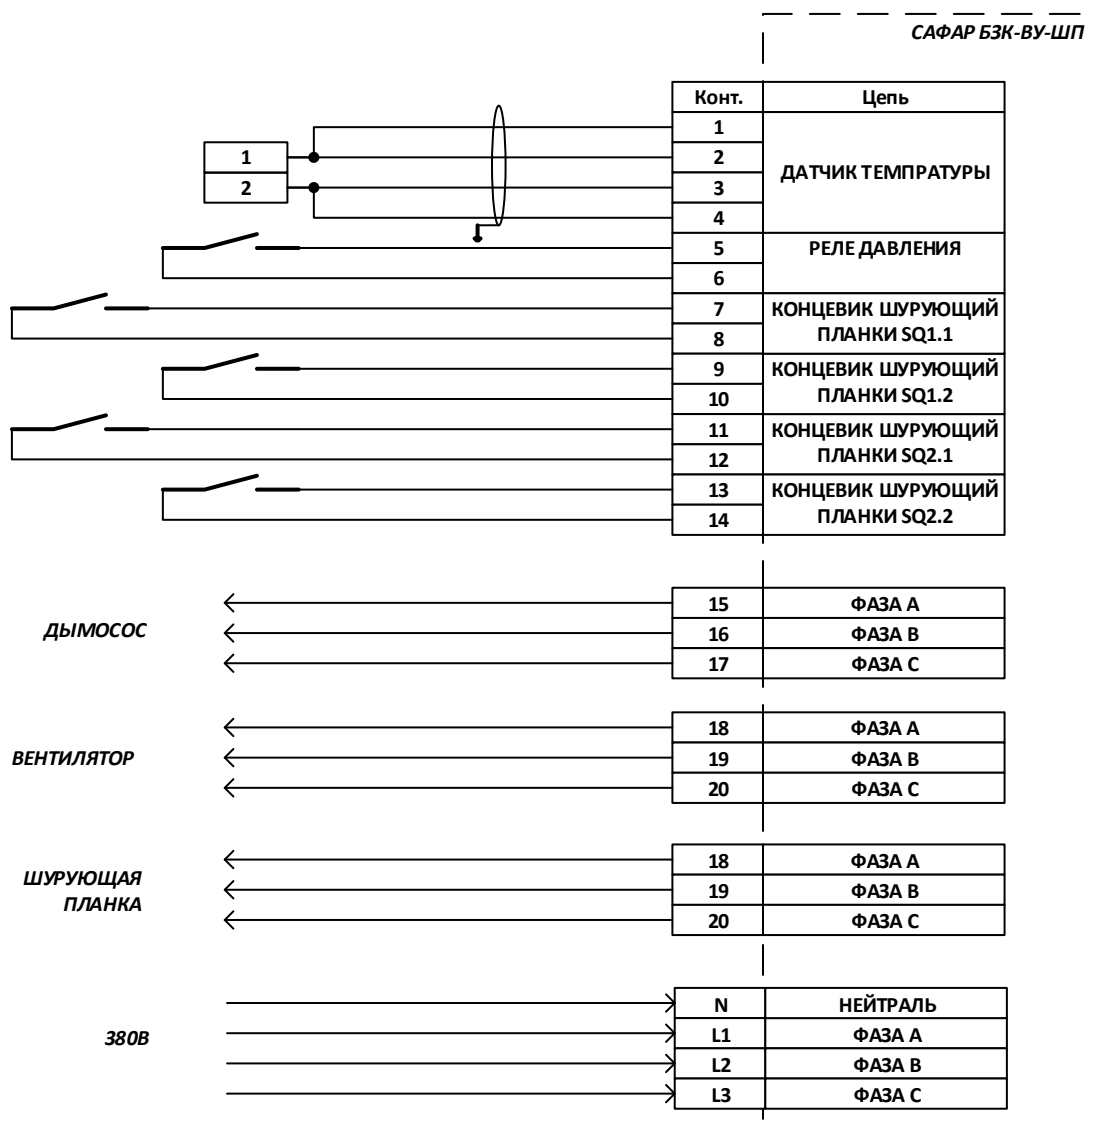 САФАР БЗК-ВУ-ШП
Конт. Цепь
1
1 2
ДАТЧИК ТЕМПРАТУРЫ
2 3
4
5 РЕЛЕ ДАВЛЕНИЯ
6
7 КОНЦЕВИК ШУРУЮЩИЙ
8 ПЛАНКИ SQ1.1
9 КОНЦЕВИК ШУРУЮЩИЙ
10 ПЛАНКИ SQ1.2
11 КОНЦЕВИК ШУРУЮЩИЙ
12 ПЛАНКИ SQ2.1
13 КОНЦЕВИК ШУРУЮЩИЙ
14 ПЛАНКИ SQ2.2
ДЫМОСОС
15 ФАЗА А
16 ФАЗА В
17 ФАЗА С
ВЕНТИЛЯТОР
18 ФАЗА А
19 ФАЗА В
20 ФАЗА С
ШУРУЮЩАЯ
ПЛАНКА
18 ФАЗА А
19 ФАЗА В
20 ФАЗА С
380В
N НЕЙТРАЛЬ
L1 ФАЗА А
L2 ФАЗА В
L3 ФАЗА С